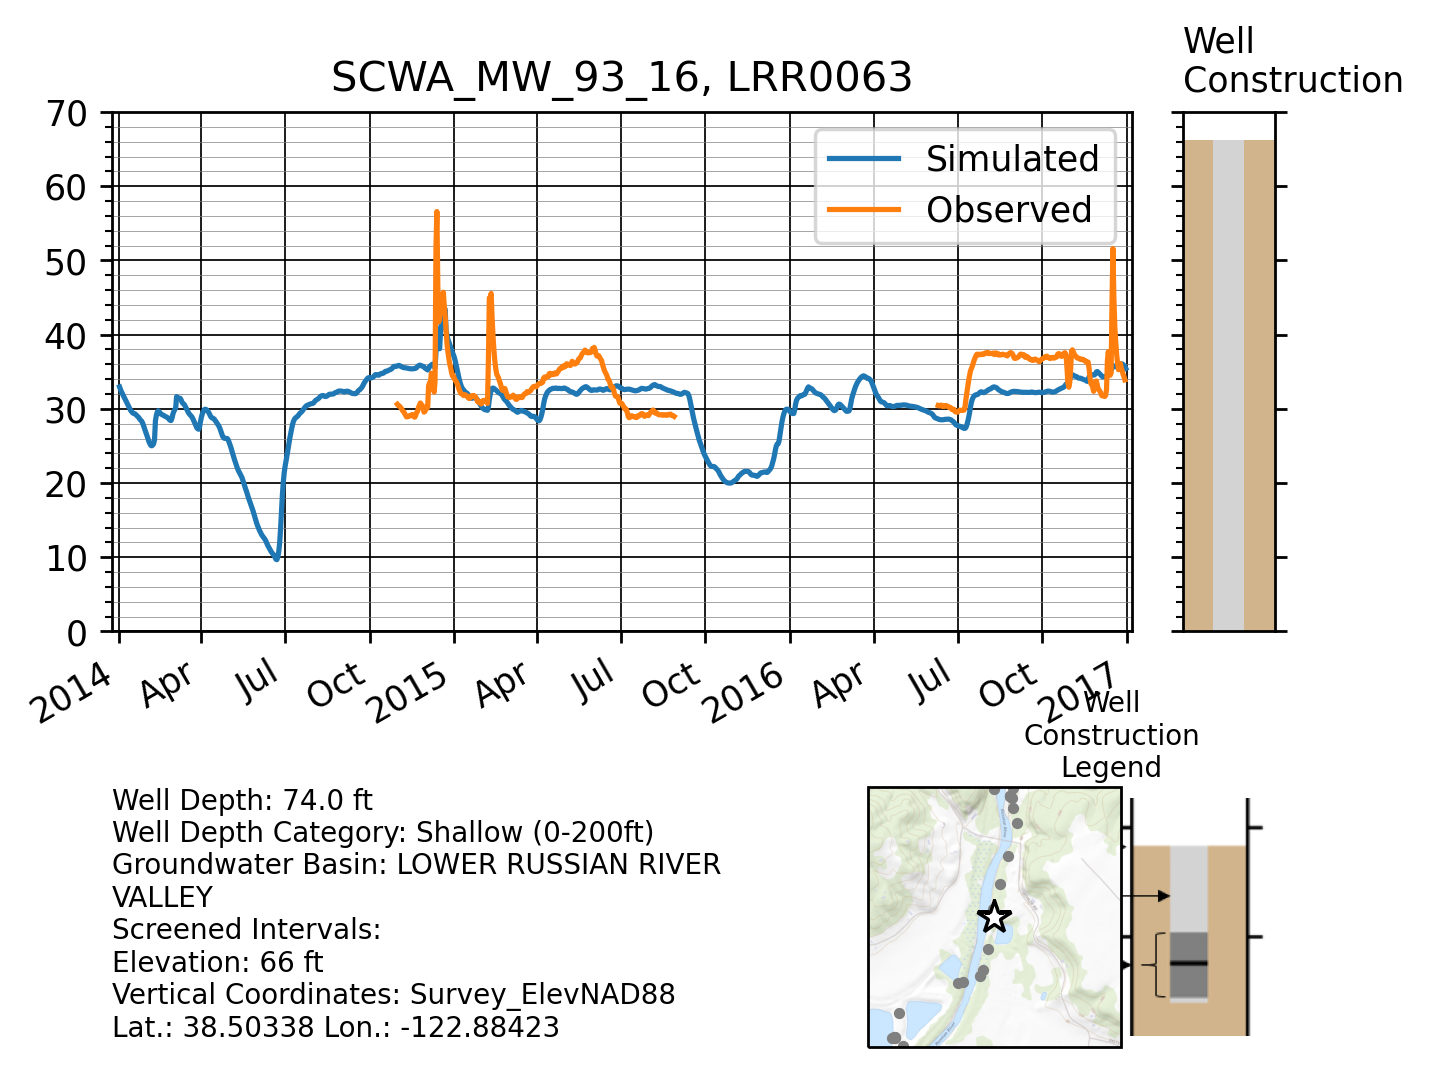 Well
Construction
SCWA_MW_93_16, LRR0063
70
60
50
40
30
20
10
0
Simulated
Observed
2014
Apr
Jul
Oct
2015
Apr
Jul
Oct
2016
Apr
Jul
Oct
2017
Well
Construction
Legend
Well Depth: 74.0 ft
Well Depth Category: Shallow (0-200ft)
Groundwater Basin: LOWER RUSSIAN RIVER
VALLEY
Screened Intervals:
Elevation: 66 ft
Vertical Coordinates: Survey_ElevNAD88
Lat.: 38.50338 Lon.: -122.88423